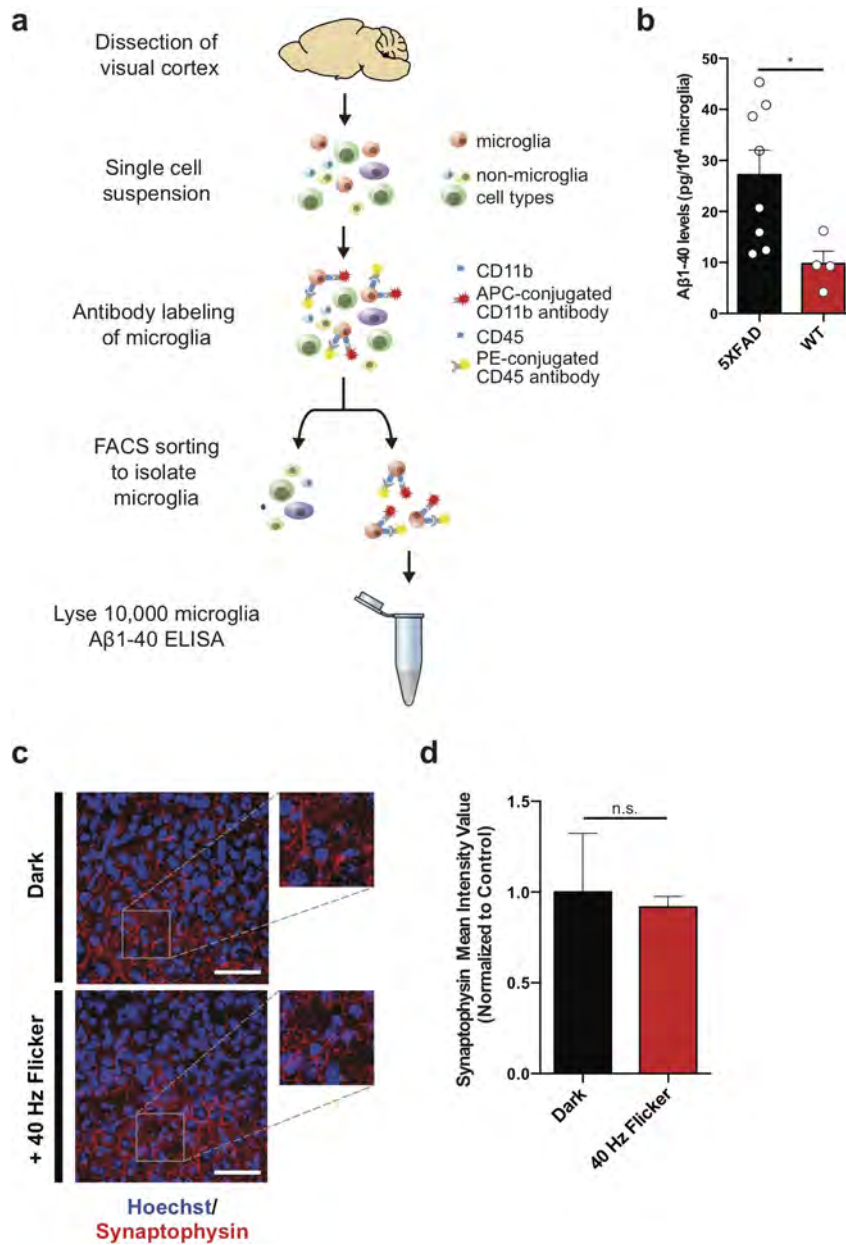 a
Dissection of
visual cortex
Single cell
suspension
microglia
non-microglia
cell types
Antibody labeling
of microglia
CD11b
APC-conjugated
CD11b antibody
CD45
PE-conjugated
CD45 antibody
FACS sorting
to isolate
microglia
Lyse 10,000 microglia
Aβ1-40 ELISA
b
Aβ1-40 levels (pg/10⁴ microglia)
50
40
30
20
10
0
*
5XFAD
WT
c
Dark
+ 40 Hz Flicker
Hoechst/
Synaptophysin
d
Synaptophysin Mean Intensity Value
(Normalized to Control)
1.5
1.0
0.5
0.0
n.s.
Dark
40 Hz Flicker